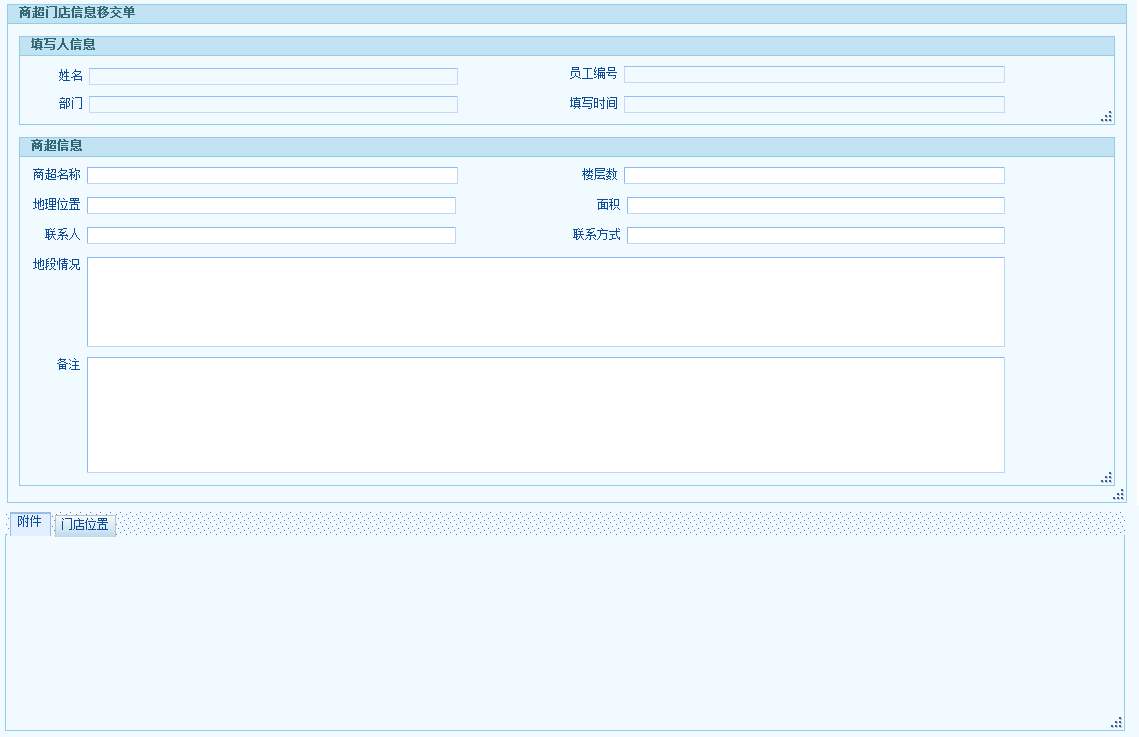 商超门店信息移交单
填写人信息
姓名 员工编号
部门 填写时间
商超信息
商超名称 楼层数
地理位置 面积
联系人 联系方式
地段情况
备注
附件 门店位置